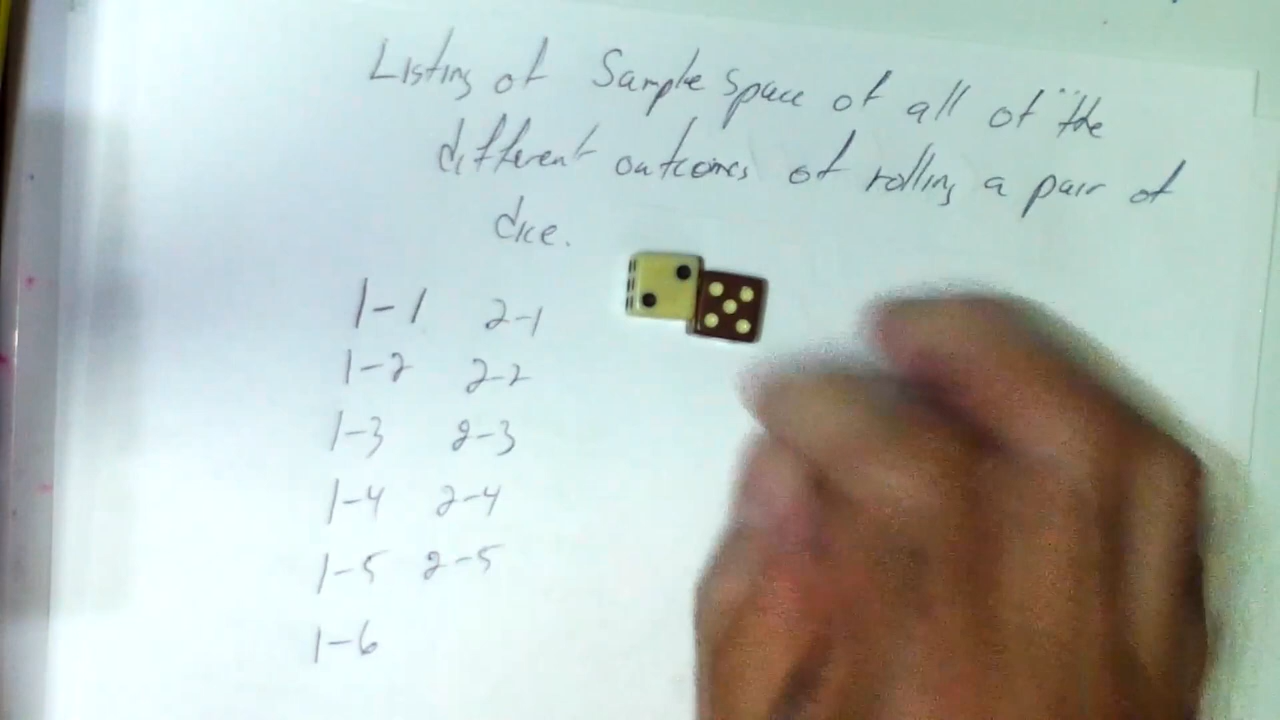 Listing of Sample Space of all of the
different outcomes of rolling a pair of
dice.
1-1 2-1
1-2 2-2
1-3 2-3
1-4 2-4
1-5 2-5
1-6